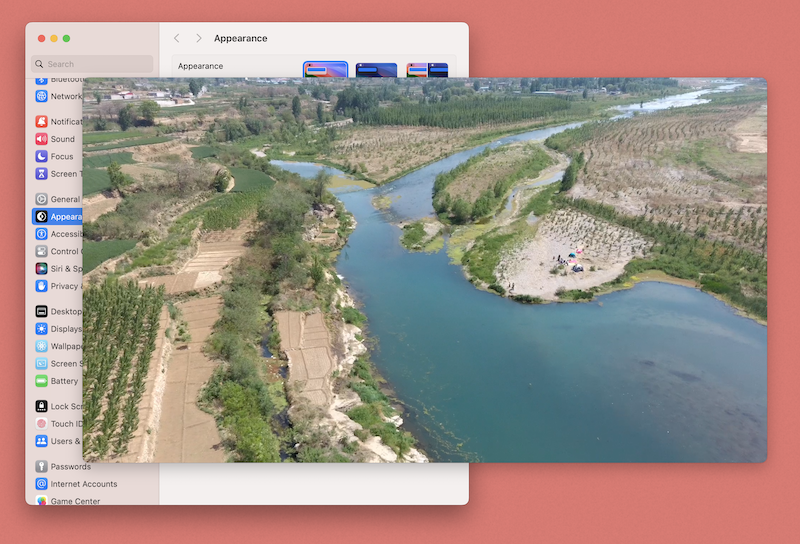 Appearance
Search
Appearance
Bluetooth
Network
Notificat
Sound
Focus
Screen T
General
Appeara
Accessib
Control C
Siri & Sp
Privacy &
Desktop
Displays
Wallpape
Screen S
Battery
Lock Scr
Touch ID
Users &
Passwords
Internet Accounts
Game Center